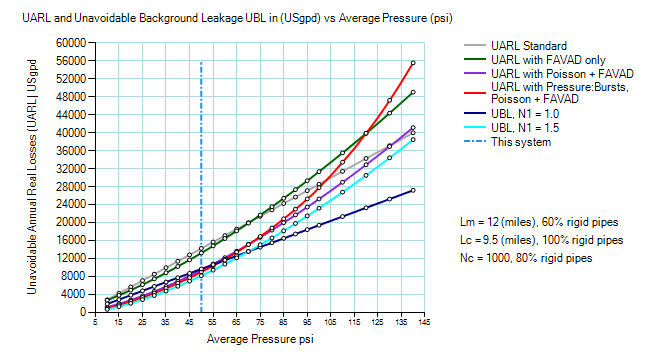 UARL and Unavoidable Background Leakage UBL in (USgpd) vs Average Pressure (psi)
Unavoidable Annual Real Losses (UARL) USgpd
60000
56000
52000
48000
44000
40000
36000
32000
28000
24000
20000
16000
12000
8000
4000
0
5 15 25 35 45 55 65 75 85 95 105 115 125 135 145
Average Pressure psi
UARL Standard
UARL with FAVAD only
UARL with Poisson + FAVAD
UARL with Pressure:Bursts,
Poisson + FAVAD
UBL, N1 = 1.0
UBL, N1 = 1.5
This system
Lm = 12 (miles), 60% rigid pipes
Lc = 9.5 (miles), 100% rigid pipes
Nc = 1000, 80% rigid pipes